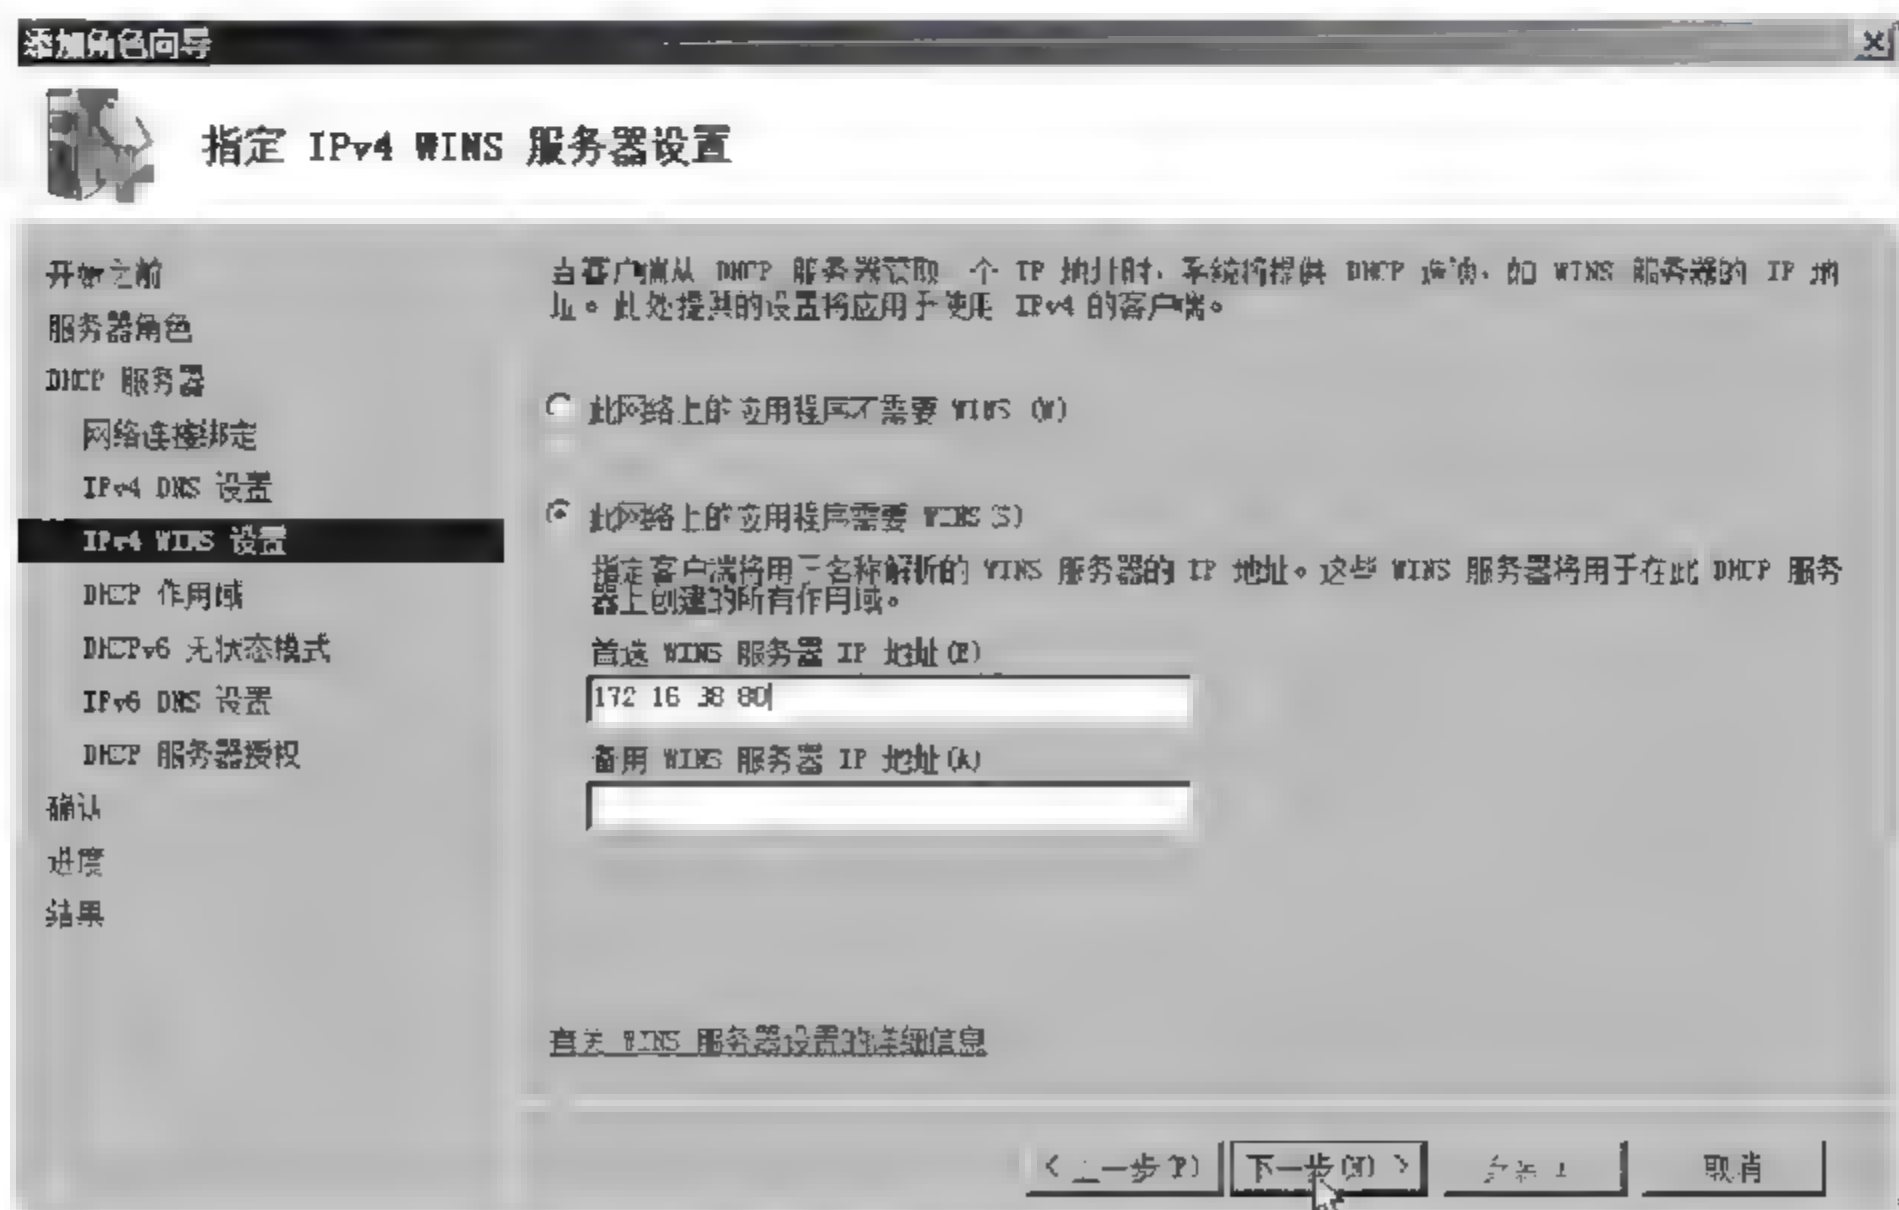 添加角色向导
指定 IPv4 WINS 服务器设置
开始之前
服务器角色
DHCP 服务器
网络连接绑定
IPv4 DNS 设置
IPv4 WINS 设置
DHCP 作用域
DHCPv6 无状态模式
IPv6 DNS 设置
DHCP 服务器授权
确认
进度
结果
当客户端从 DHCP 服务器获取一个 IP 地址时，系统将提供 DHCP 选项，如 WINS 服务器的 IP 地
址。此处提供的设置将应用于使用 IPv4 的客户端。
此网络上的应用程序不需要 WINS (W)
此网络上的应用程序需要 WINS(S)
指定客户端将用于名称解析的 WINS 服务器的 IP 地址。这些 WINS 服务器将用于在此 DHCP 服务
器上创建的所有作用域。
首选 WINS 服务器 IP 地址(P)
172 16 38 80
备用 WINS 服务器 IP 地址(A)
有关 WINS 服务器设置的详细信息
< 上一步(P)
下一步(N) >
取消